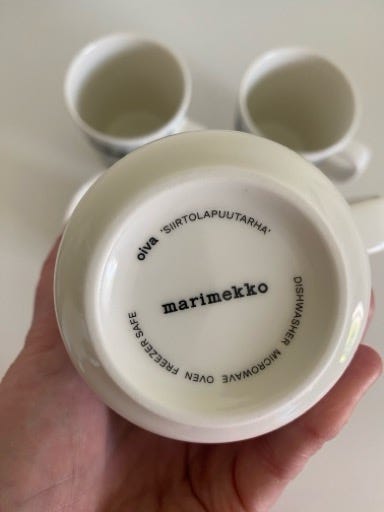 oiva 'SIIRTOLAPUUTARHA'
marimekko
DISHWASHER MICROWAVE OVEN FREEZER SAFE